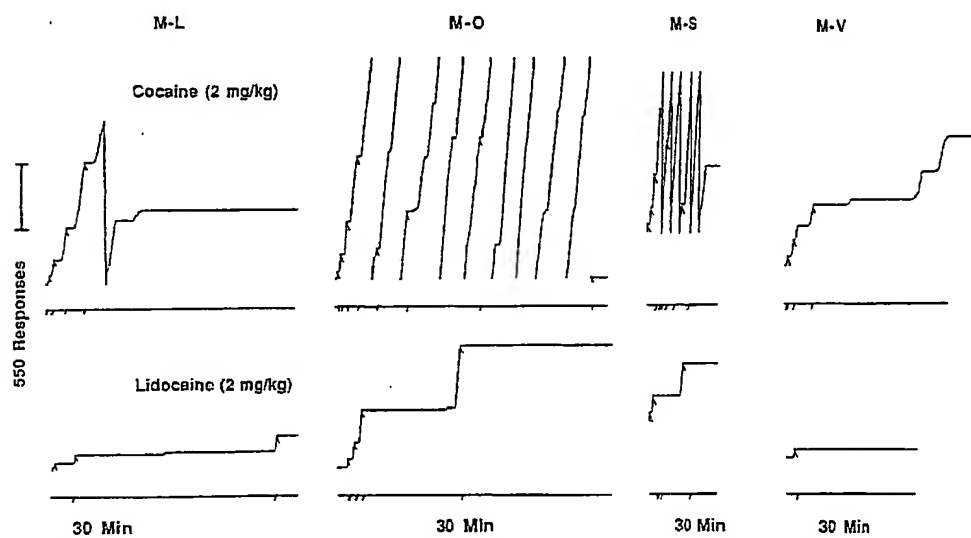 M-L
M-O
M-S
M-V
Cocaine (2 mg/kg)
550 Responses
Lidocaine (2 mg/kg)
30 Min
30 Min
30 Min
30 Min